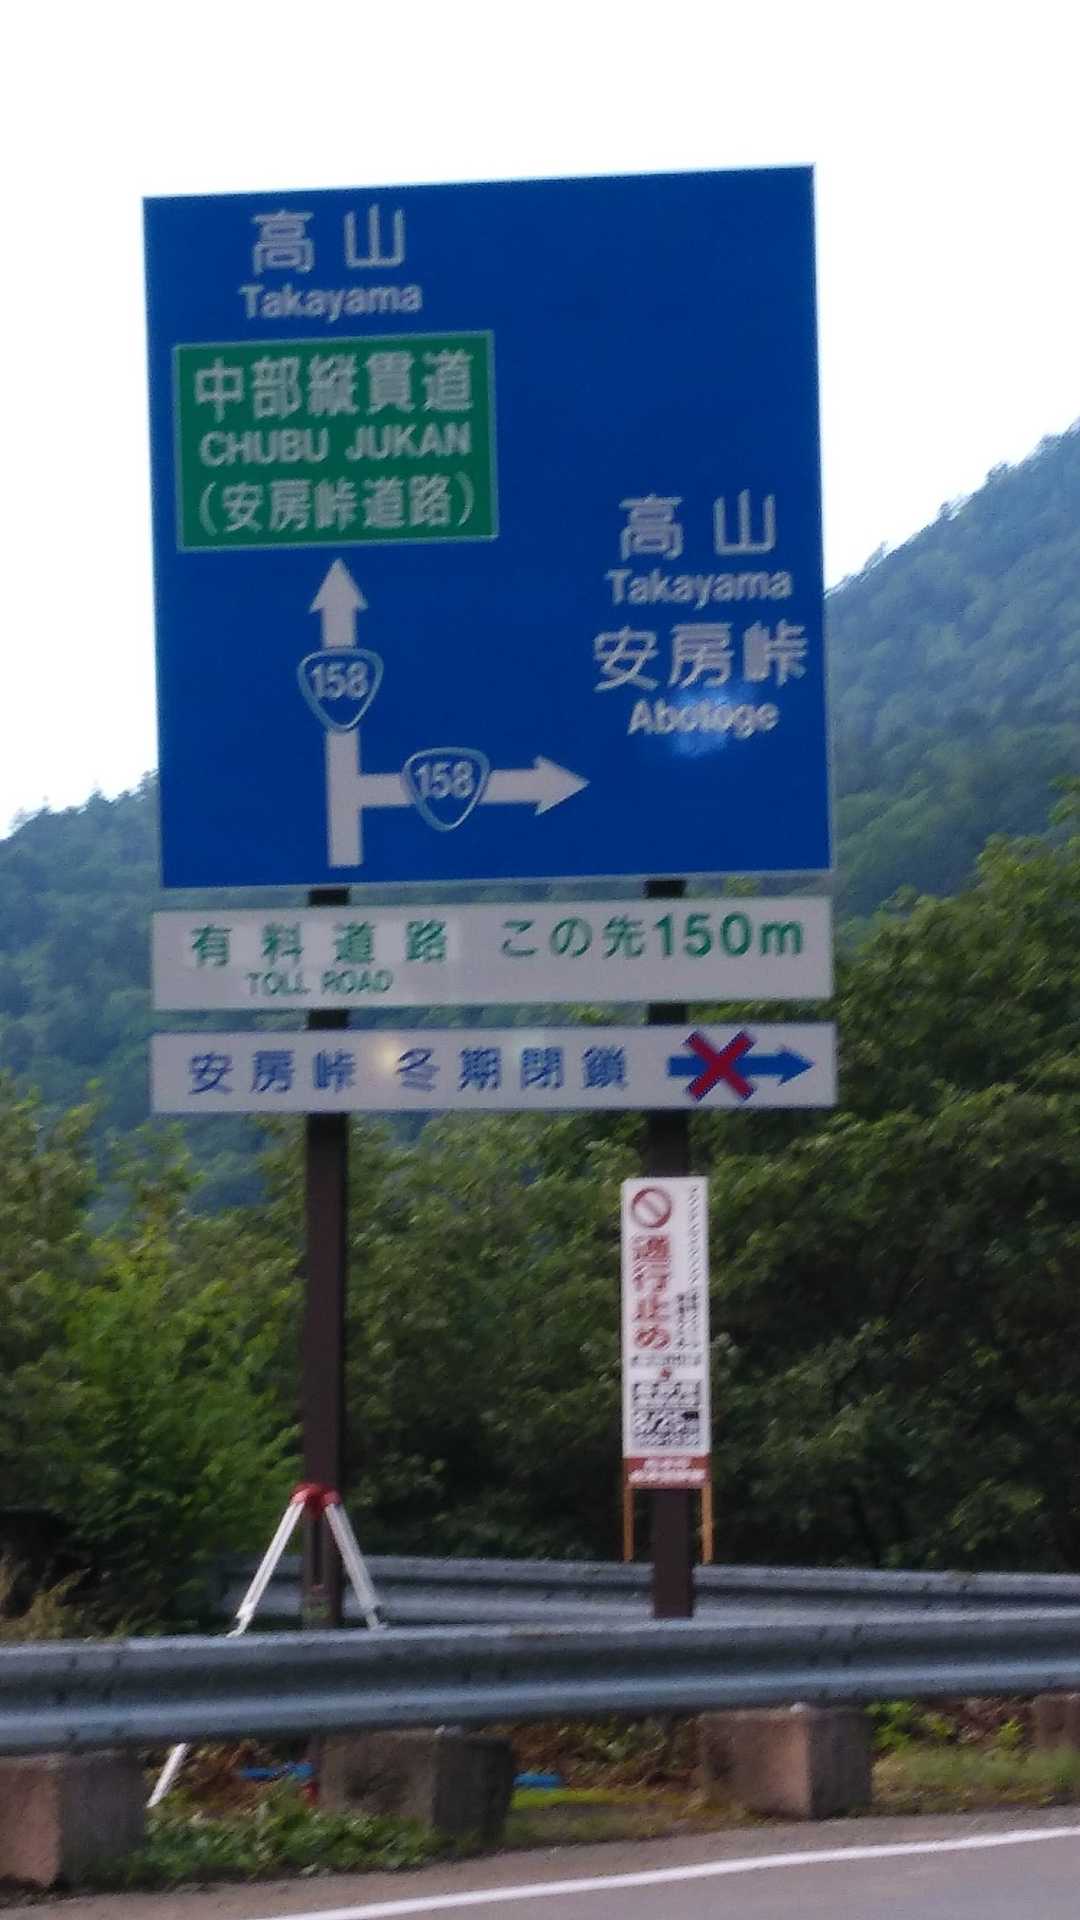 高山
Takayama
中部縦貫道
CHUBU JUKAN
(安房峠道路)
158
158
高山
Takayama
安房峠
Abotoge
有料道路 この先150m
TOLL ROAD
安房峠 冬期閉鎖
通行止め